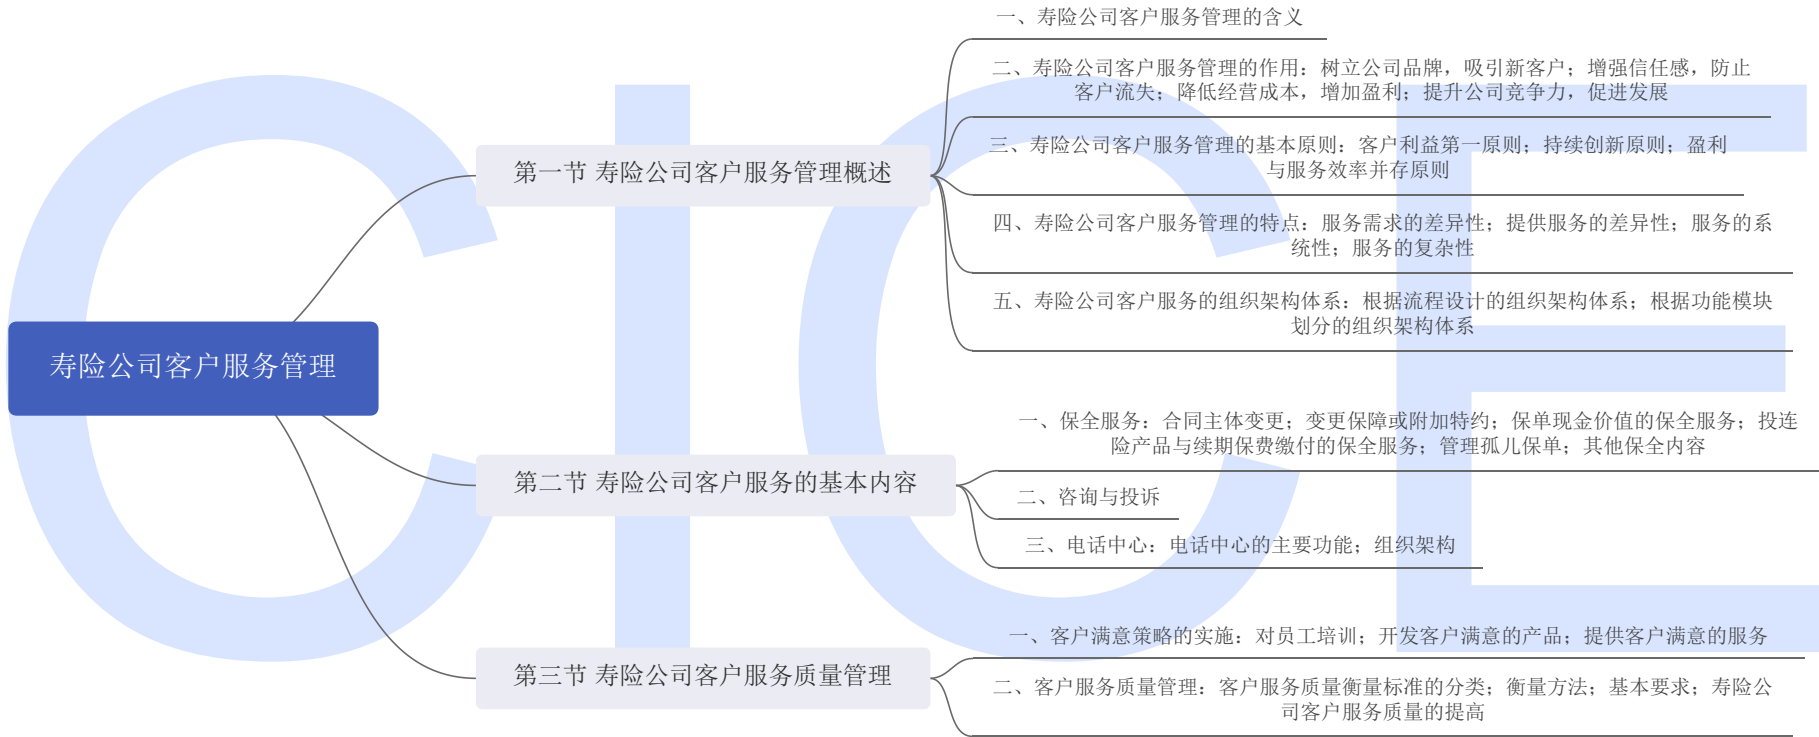 一、寿险公司客户服务管理的含义
二、寿险公司客户服务管理的作用：树立公司品牌，吸引新客户；增强信任感，防止
客户流失；降低经营成本，增加盈利；提升公司竞争力，促进发展
第一节 寿险公司客户服务管理概述
三、寿险公司客户服务管理的基本原则：客户利益第一原则；持续创新原则；盈利
与服务效率并存原则
四、寿险公司客户服务管理的特点：服务需求的差异性；提供服务的差异性；服务的系
统性；服务的复杂性
五、寿险公司客户服务的组织架构体系：根据流程设计的组织架构体系；根据功能模块
划分的组织架构体系
寿险公司客户服务管理
第二节 寿险公司客户服务的基本内容
一、保全服务：合同主体变更；变更保障或附加特约；保单现金价值的保全服务；投连
险产品与续期保费缴付的保全服务；管理孤儿保单；其他保全内容
二、咨询与投诉
三、电话中心：电话中心的主要功能；组织架构
第三节 寿险公司客户服务质量管理
一、客户满意策略的实施：对员工培训；开发客户满意的产品；提供客户满意的服务
二、客户服务质量管理：客户服务质量衡量标准的分类；衡量方法；基本要求；寿险公
司客户服务质量的提高
CICE